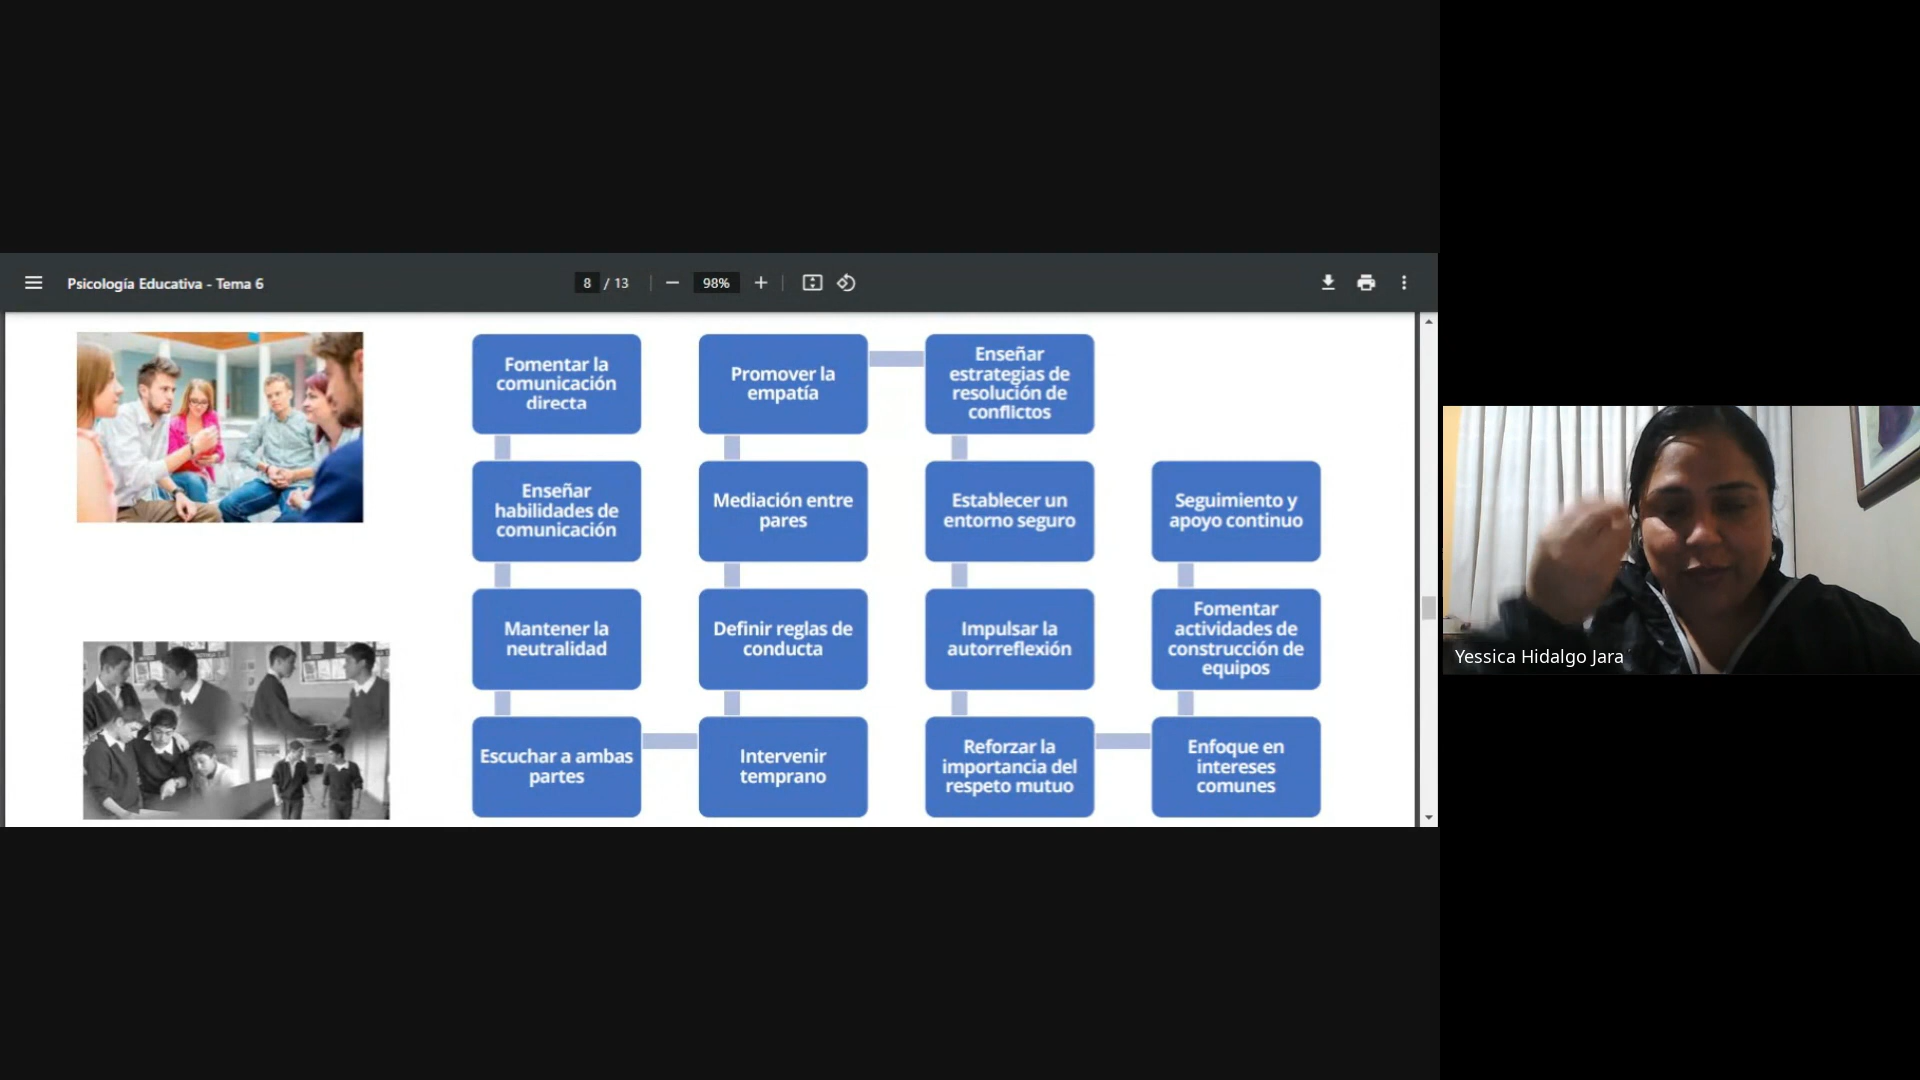 Psicología Educativa - Tema 6
8 / 13
98%
Fomentar la
comunicación
directa
Enseñar
habilidades de
comunicación
Mantener la
neutralidad
Escuchar a ambas
partes
Promover la
empatía
Mediación entre
pares
Definir reglas de
conducta
Intervenir
temprano
Enseñar
estrategias de
resolución de
conflictos
Establecer un
entorno seguro
Impulsar la
autorreflexión
Reforzar la
importancia del
respeto mutuo
Seguimiento y
apoyo continuo
Fomentar
actividades de
construcción de
equipos
Enfoque en
intereses
comunes
Yessica Hidalgo Jara